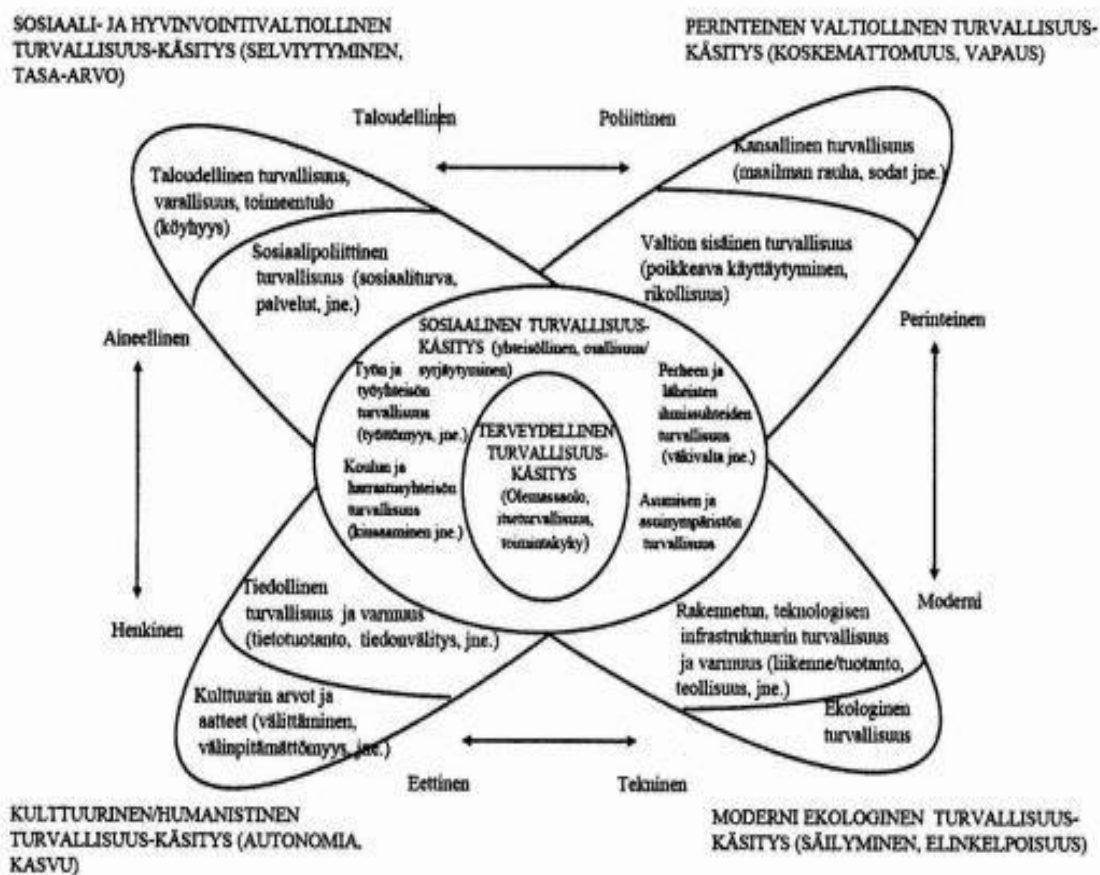 SOSIAALI- JA HYVINVOINTIVALTIOLLINEN
TURVALLISUUS-KÄSITYS (SELVIYTYMINEN,
TASA-ARVO)
PERINTEINEN VALTIOLLINEN TURVALLISUUS-
KÄSITYS (KOSKEMATTOMUUS, VAPAUS)
Taloudellinen
Poliittinen
Taloudellinen turvallisuus,
varallisuus, toimeentulo
(köyhyys)
Sosiaalipoliittinen
turvallisuus (sosiaaliturva,
palvelut, jne.)
Kansallinen turvallisuus
(maailman rauha, sodat jne.)
Valtion sisäinen turvallisuus
(poikkeava käyttäytyminen,
rikollisuus)
Aineellinen
Perinteinen
SOSIAALINEN TURVALLISUUS-
KÄSITYS (yhteisöllinen, osallisuus/
syrjäytyminen)
Työn ja
työyhteisön
turvallisuus
(työttömyys, jne.)
Koulun ja
harrastusyhteisön
turvallisuus
(kiusaaminen jne.)
TERVEYDELLINEN
TURVALLISUUS-
KÄSITYS
(Olemassaolo,
itseturvallisuus,
toimintakyky)
Perheen ja
läheisten
ihmissuhteiden
turvallisuus
(väkivalta jne.)
Asumisen ja
asuinympäristön
turvallisuus
Henkinen
Moderni
Tiedollinen
turvallisuus ja varmuus
(tietotuotanto, tiedonvälitys, jne.)
Kulttuurin arvot ja
aatteet (välittäminen,
välinpitämättömyys, jne.)
Rakennetun, teknologisen
infrastruktuurin turvallisuus
ja varmuus (liikenne/tuotanto,
teollisuus, jne.)
Ekologinen
turvallisuus
Eettinen
Tekninen
KULTTUURINEN/HUMANISTINEN
TURVALLISUUS-KÄSITYS (AUTONOMIA,
KASVU)
MODERNI EKOLOGINEN TURVALLISUUS-
KÄSITYS (SÄILYMINEN, ELINKELPOISUUS)